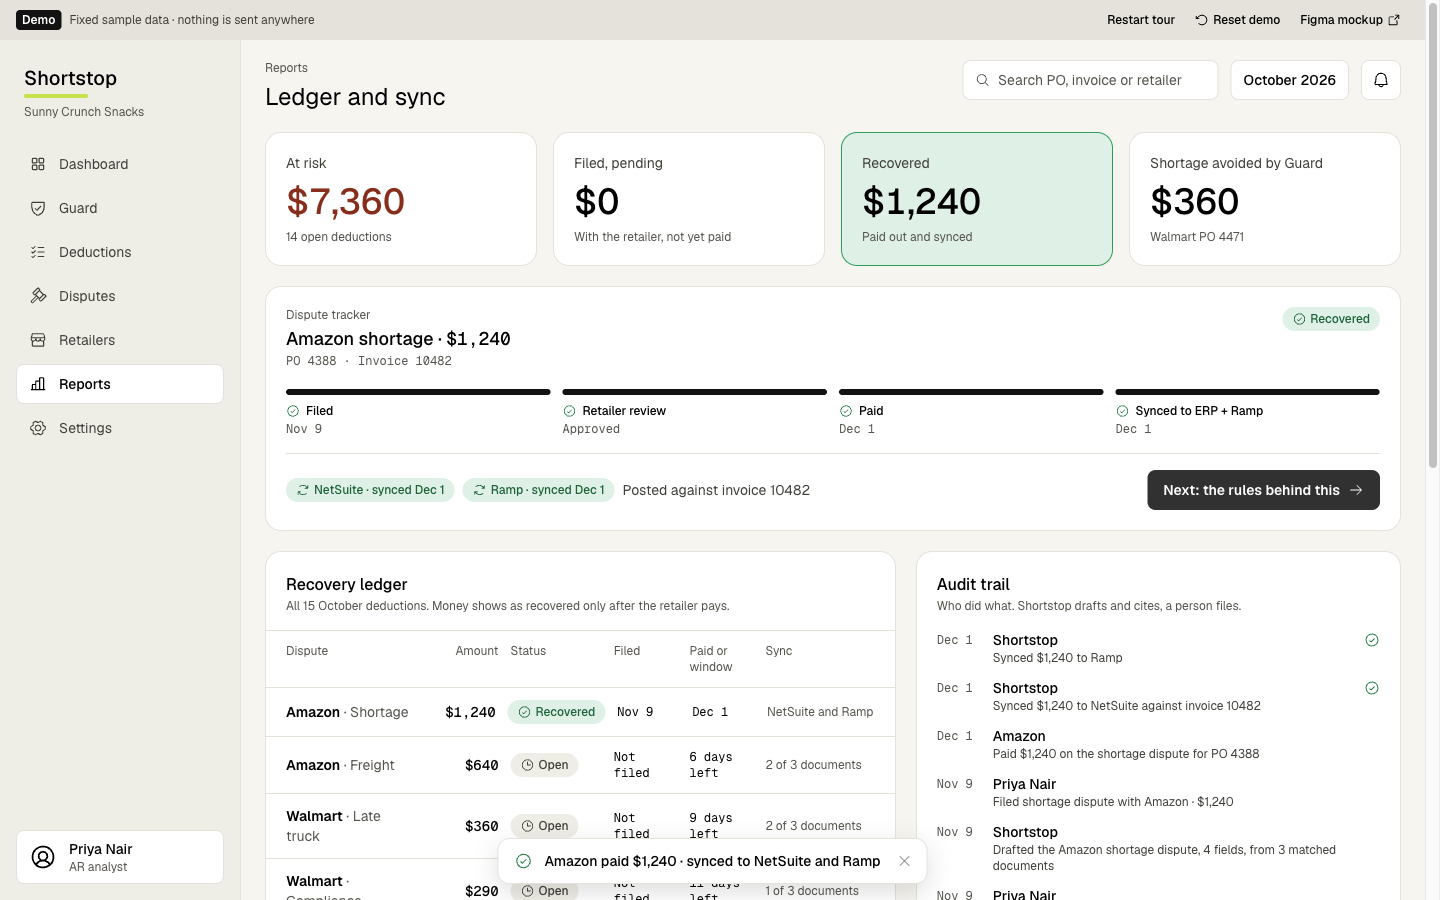 Demo Fixed sample data · nothing is sent anywhere
Restart tour
Reset demo
Figma mockup
Shortstop
Sunny Crunch Snacks
Dashboard
Guard
Deductions
Disputes
Retailers
Reports
Settings
Priya Nair
AR analyst
Reports
Ledger and sync
Search PO, invoice or retailer
October 2026
At risk
$7,360
14 open deductions
Filed, pending
$0
With the retailer, not yet paid
Recovered
$1,240
Paid out and synced
Shortage avoided by Guard
$360
Walmart PO 4471
Dispute tracker
Amazon shortage · $1,240
PO 4388 · Invoice 10482
Recovered
Filed
Nov 9
Retailer review
Approved
Paid
Dec 1
Synced to ERP + Ramp
Dec 1
NetSuite · synced Dec 1
Ramp · synced Dec 1
Posted against invoice 10482
Next: the rules behind this
Recovery ledger
All 15 October deductions. Money shows as recovered only after the retailer pays.
Dispute Amount Status Filed Paid or window Sync
Amazon · Shortage $1,240 Recovered Nov 9 Dec 1 NetSuite and Ramp
Amazon · Freight $640 Open Not filed 6 days left 2 of 3 documents
Walmart · Late truck $360 Open Not filed 9 days left 2 of 3 documents
Walmart · $290 Open 1 of 3 documents
Audit trail
Who did what. Shortstop drafts and cites, a person files.
Dec 1 Shortstop
Synced $1,240 to Ramp
Dec 1 Shortstop
Synced $1,240 to NetSuite against invoice 10482
Dec 1 Amazon
Paid $1,240 on the shortage dispute for PO 4388
Nov 9 Priya Nair
Filed shortage dispute with Amazon · $1,240
Nov 9 Shortstop
Drafted the Amazon shortage dispute, 4 fields, from 3 matched
documents
Nov 9 Priya Nair
Amazon paid $1,240 · synced to NetSuite and Ramp